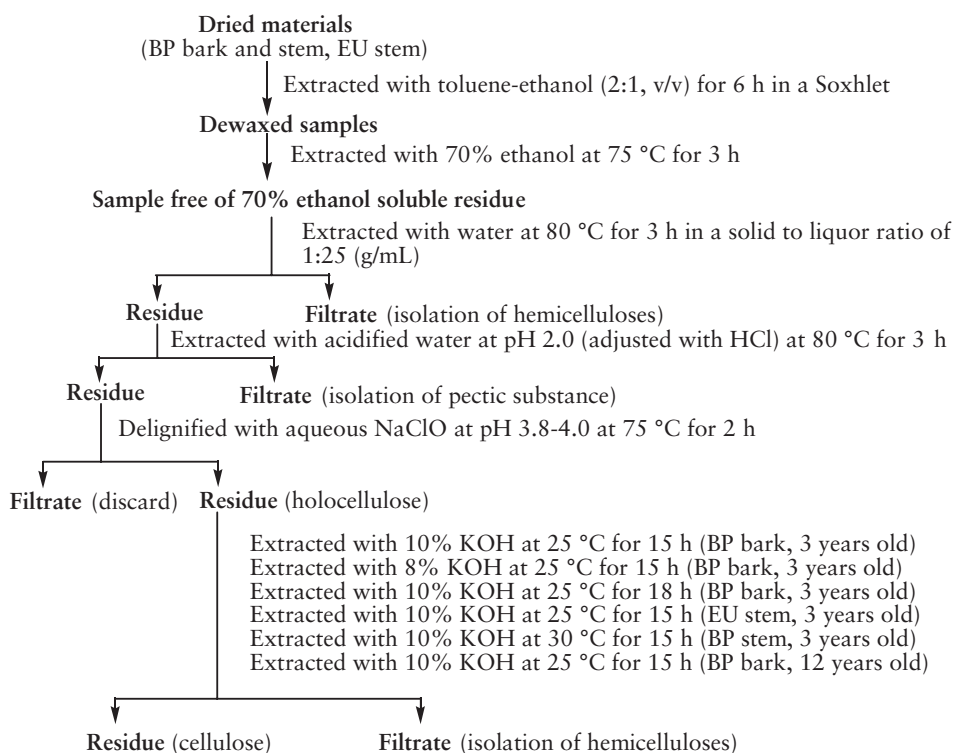 Dried materials
(BP bark and stem, EU stem)
Extracted with toluene-ethanol (2:1, v/v) for 6 h in a Soxhlet
Dewaxed samples
Extracted with 70% ethanol at 75 °C for 3 h
Sample free of 70% ethanol soluble residue
Extracted with water at 80 °C for 3 h in a solid to liquor ratio of
1:25 (g/mL)
Residue Filtrate (isolation of hemicelluloses)
Extracted with acidified water at pH 2.0 (adjusted with HCl) at 80 °C for 3 h
Residue Filtrate (isolation of pectic substance)
Delignified with aqueous NaClO at pH 3.8-4.0 at 75 °C for 2 h
Filtrate (discard) Residue (holocellulose)
Extracted with 10% KOH at 25 °C for 15 h (BP bark, 3 years old)
Extracted with 8% KOH at 25 °C for 15 h (BP bark, 3 years old)
Extracted with 10% KOH at 25 °C for 18 h (BP bark, 3 years old)
Extracted with 10% KOH at 25 °C for 15 h (EU stem, 3 years old)
Extracted with 10% KOH at 30 °C for 15 h (BP stem, 3 years old)
Extracted with 10% KOH at 25 °C for 15 h (BP bark, 12 years old)
Residue (cellulose) Filtrate (isolation of hemicelluloses)